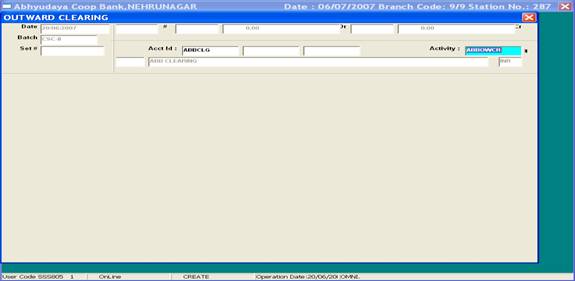 Abhyudaya Coop Bank,NEHRUNAGAR Date : 06/07/2007 Branch Code: 9/9 Station No.: 287
OUTWARD CLEARING
Date 20/06/2007 # 0.00 0.00
Batch CSC-8
Set # Acct Id : ABBCLG Activity : ABBOWCR
ABB CLEARING INR
User Code SSS805 1 OnLine CREATE Operation Date:20/06/20 OMNI.